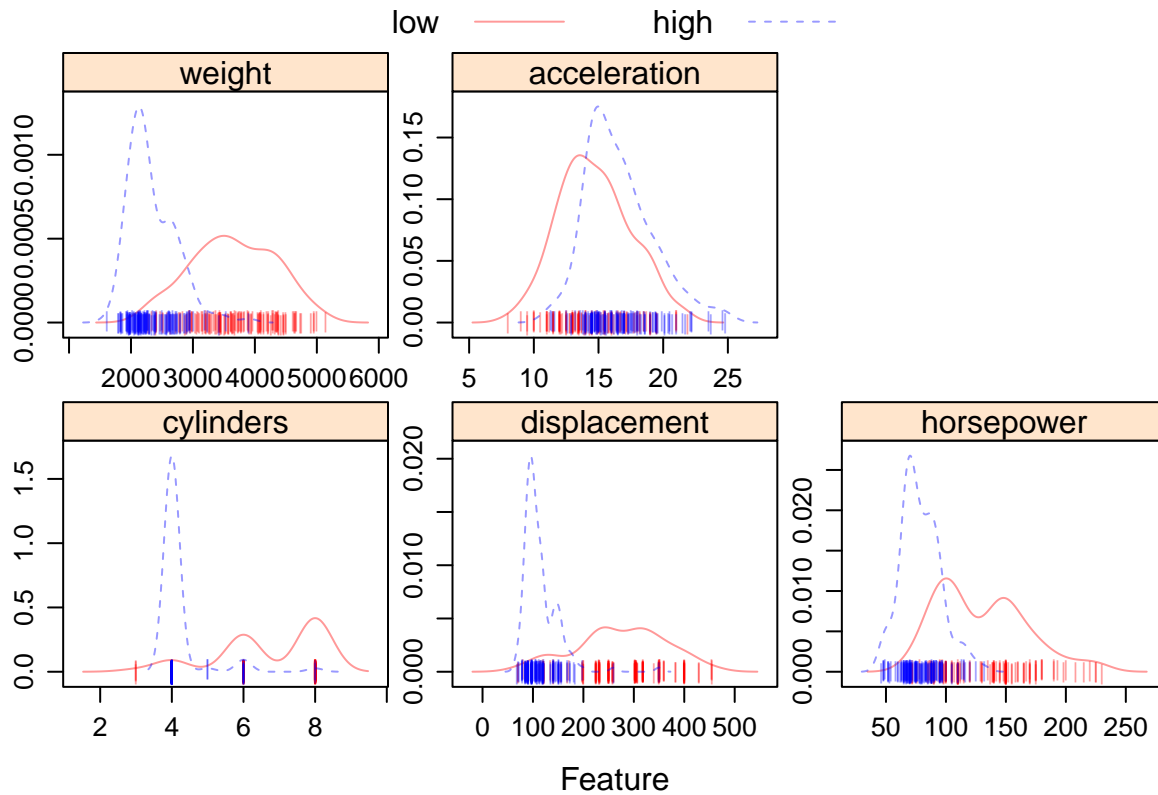 low high
weight acceleration
0.0000 0.0005 0.0010
2000 3000 4000 5000 6000
0.00 0.05 0.10 0.15
5 10 15 20 25
cylinders displacement horsepower
0.0 0.5 1.0 1.5
2 4 6 8
0.000 0.010 0.020
0 100 200 300 400 500
0.000 0.010 0.020
50 100 150 200 250
Feature